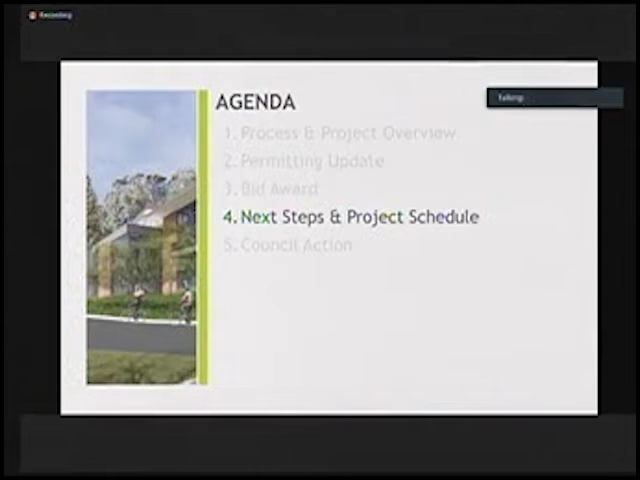 Recording
Talking:
AGENDA
1. Process & Project Overview
2. Permitting Update
3. Bid Award
4. Next Steps & Project Schedule
5. Council Action